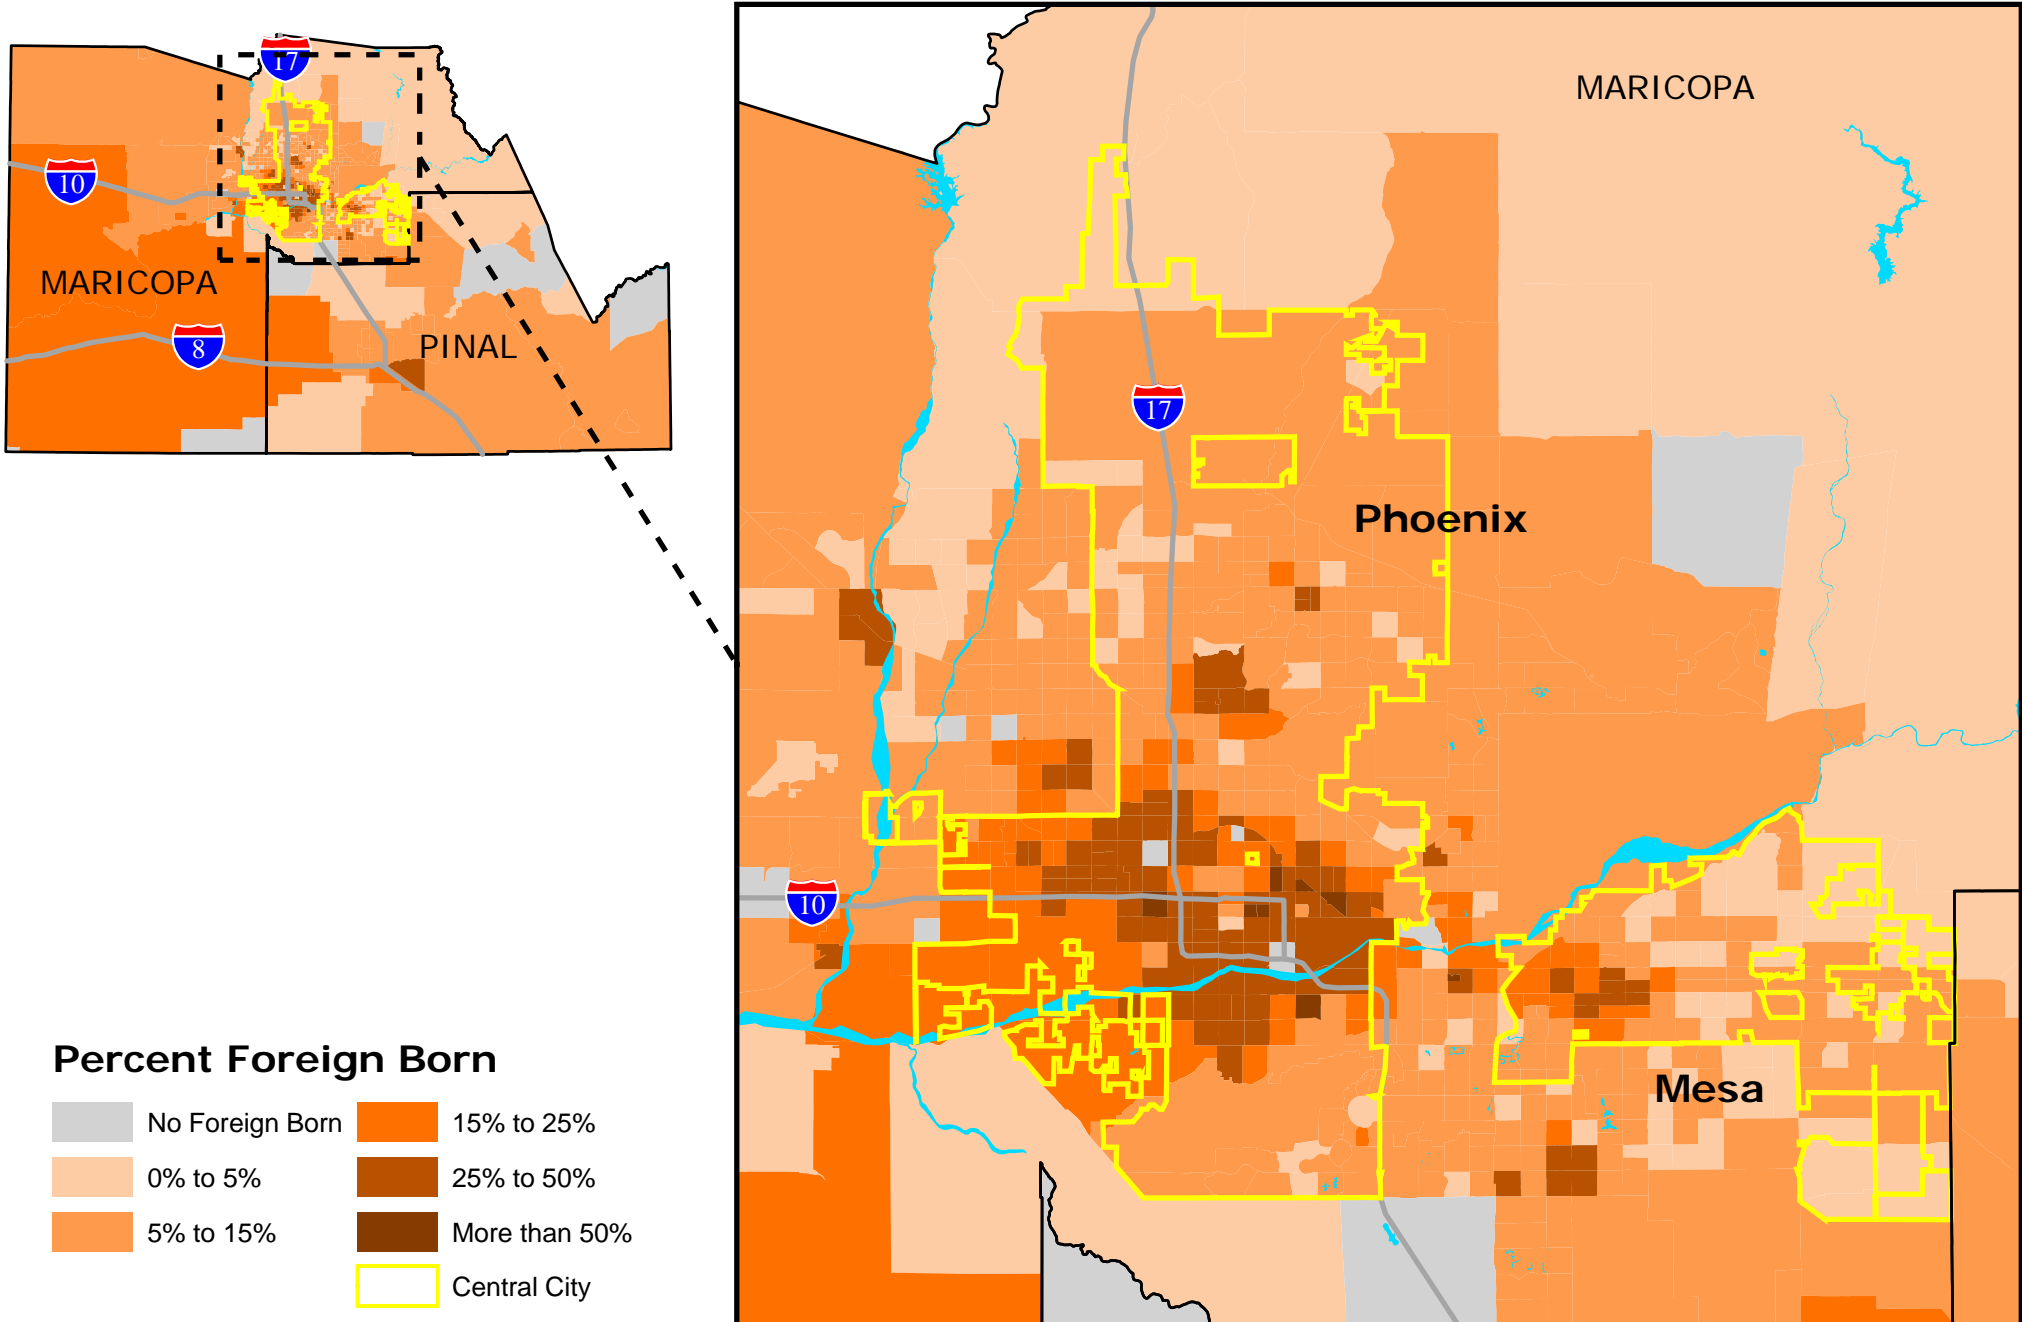 17
10
MARICOPA
8
PINAL
MARICOPA
17
Phoenix
10
Mesa
Percent Foreign Born
No Foreign Born
0% to 5%
5% to 15%
15% to 25%
25% to 50%
More than 50%
Central City